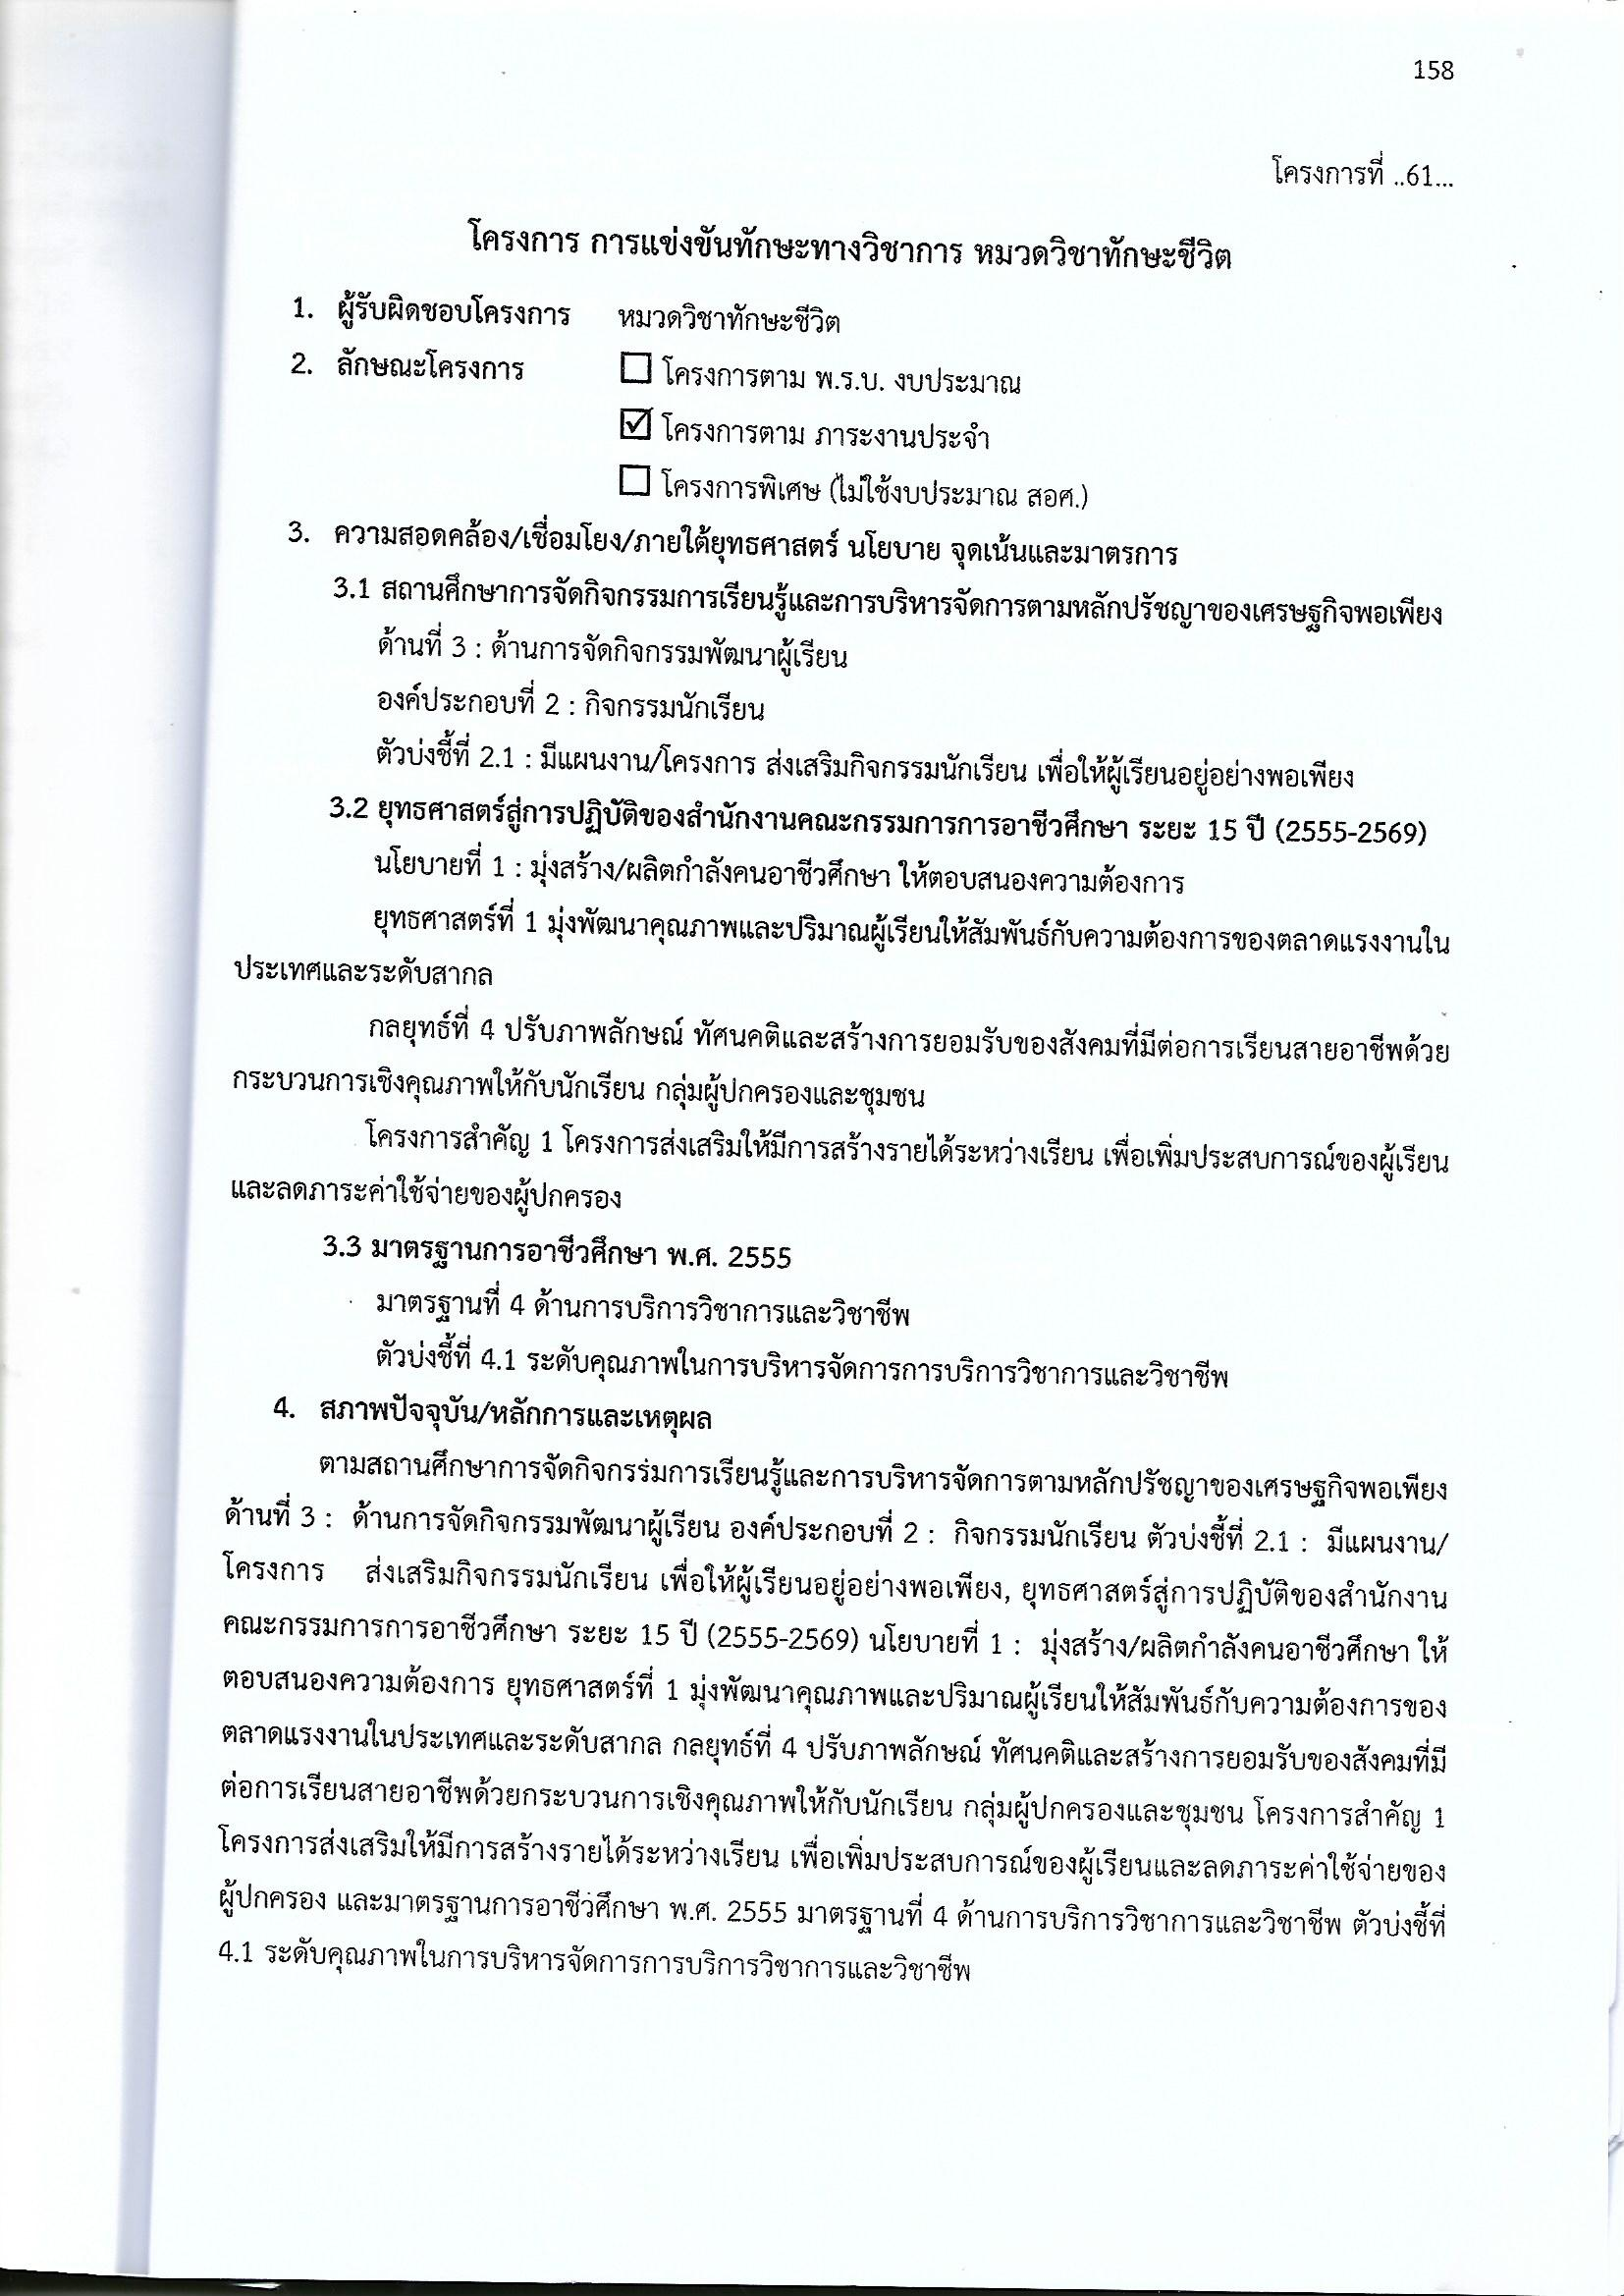 158
โครงการที่ ..61...
โครงการ การแข่งขันทักษะทางวิชาการ หมวดวิชาทักษะชีวิต
1. ผู้รับผิดชอบโครงการ หมวดวิชาทักษะชีวิต
2. ลักษณะโครงการ ☐ โครงการตาม พ.ร.บ. งบประมาณ
☑ โครงการตาม ภาระงานประจำ
☐ โครงการพิเศษ (ไม่ใช้งบประมาณ สอศ.)
3. ความสอดคล้อง/เชื่อมโยง/ภายใต้ยุทธศาสตร์ นโยบาย จุดเน้นและมาตรการ
3.1 สถานศึกษาการจัดกิจกรรมการเรียนรู้และการบริหารจัดการตามหลักปรัชญาของเศรษฐกิจพอเพียง
ด้านที่ 3 : ด้านการจัดกิจกรรมพัฒนาผู้เรียน
องค์ประกอบที่ 2 : กิจกรรมนักเรียน
ตัวบ่งชี้ที่ 2.1 : มีแผนงาน/โครงการ ส่งเสริมกิจกรรมนักเรียน เพื่อให้ผู้เรียนอยู่อย่างพอเพียง
3.2 ยุทธศาสตร์สู่การปฏิบัติของสำนักงานคณะกรรมการการอาชีวศึกษา ระยะ 15 ปี (2555-2569)
นโยบายที่ 1 : มุ่งสร้าง/ผลิตกำลังคนอาชีวศึกษา ให้ตอบสนองความต้องการ
ยุทธศาสตร์ที่ 1 มุ่งพัฒนาคุณภาพและปริมาณผู้เรียนให้สัมพันธ์กับความต้องการของตลาดแรงงานใน
ประเทศและระดับสากล
กลยุทธ์ที่ 4 ปรับภาพลักษณ์ ทัศนคติและสร้างการยอมรับของสังคมที่มีต่อการเรียนสายอาชีพด้วย
กระบวนการเชิงคุณภาพให้กับนักเรียน กลุ่มผู้ปกครองและชุมชน
โครงการสำคัญ 1 โครงการส่งเสริมให้มีการสร้างรายได้ระหว่างเรียน เพื่อเพิ่มประสบการณ์ของผู้เรียน
และลดภาระค่าใช้จ่ายของผู้ปกครอง
3.3 มาตรฐานการอาชีวศึกษา พ.ศ. 2555
มาตรฐานที่ 4 ด้านการบริการวิชาการและวิชาชีพ
ตัวบ่งชี้ที่ 4.1 ระดับคุณภาพในการบริหารจัดการการบริการวิชาการและวิชาชีพ
4. สภาพปัจจุบัน/หลักการและเหตุผล
ตามสถานศึกษาการจัดกิจกรรมการเรียนรู้และการบริหารจัดการตามหลักปรัชญาของเศรษฐกิจพอเพียง
ด้านที่ 3 : ด้านการจัดกิจกรรมพัฒนาผู้เรียน องค์ประกอบที่ 2 : กิจกรรมนักเรียน ตัวบ่งชี้ที่ 2.1 : มีแผนงาน/
โครงการ ส่งเสริมกิจกรรมนักเรียน เพื่อให้ผู้เรียนอยู่อย่างพอเพียง, ยุทธศาสตร์สู่การปฏิบัติของสำนักงาน
คณะกรรมการการอาชีวศึกษา ระยะ 15 ปี (2555-2569) นโยบายที่ 1 : มุ่งสร้าง/ผลิตกำลังคนอาชีวศึกษา ให้
ตอบสนองความต้องการ ยุทธศาสตร์ที่ 1 มุ่งพัฒนาคุณภาพและปริมาณผู้เรียนให้สัมพันธ์กับความต้องการของ
ตลาดแรงงานในประเทศและระดับสากล กลยุทธ์ที่ 4 ปรับภาพลักษณ์ ทัศนคติและสร้างการยอมรับของสังคมที่มี
ต่อการเรียนสายอาชีพด้วยกระบวนการเชิงคุณภาพให้กับนักเรียน กลุ่มผู้ปกครองและชุมชน โครงการสำคัญ 1
โครงการส่งเสริมให้มีการสร้างรายได้ระหว่างเรียน เพื่อเพิ่มประสบการณ์ของผู้เรียนและลดภาระค่าใช้จ่ายของ
ผู้ปกครอง และมาตรฐานการอาชีวศึกษา พ.ศ. 2555 มาตรฐานที่ 4 ด้านการบริการวิชาการและวิชาชีพ ตัวบ่งชี้ที่
4.1 ระดับคุณภาพในการบริหารจัดการการบริการวิชาการและวิชาชีพ